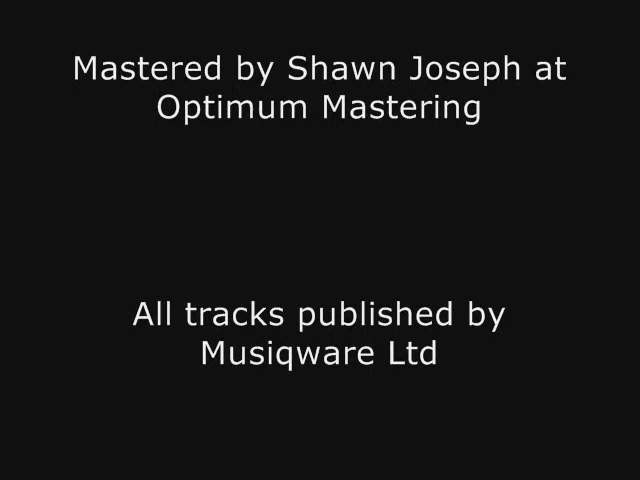 Mastered by Shawn Joseph at
Optimum Mastering
All tracks published by
Musiqware Ltd